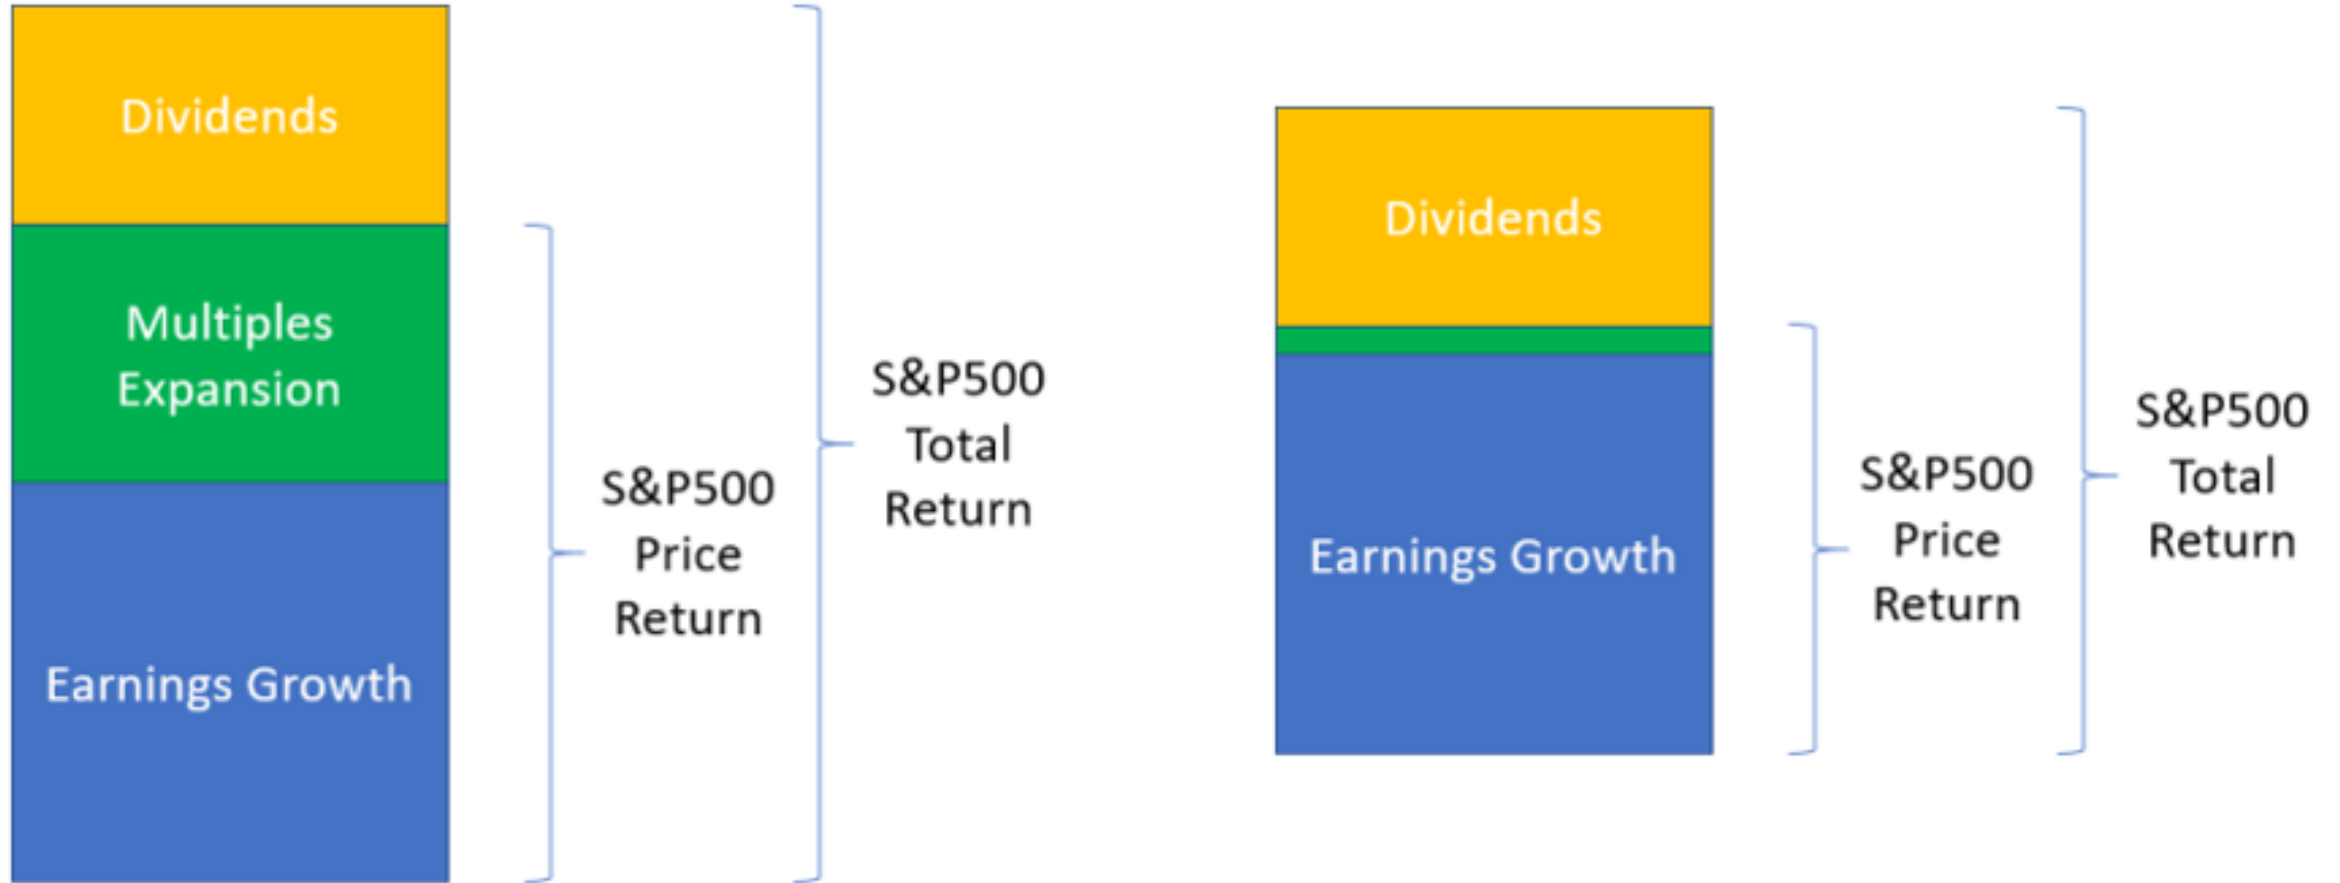 Dividends
Multiples
Expansion
Earnings Growth
S&P500
Price
Return
S&P500
Total
Return
Dividends
Earnings Growth
S&P500
Price
Return
S&P500
Total
Return